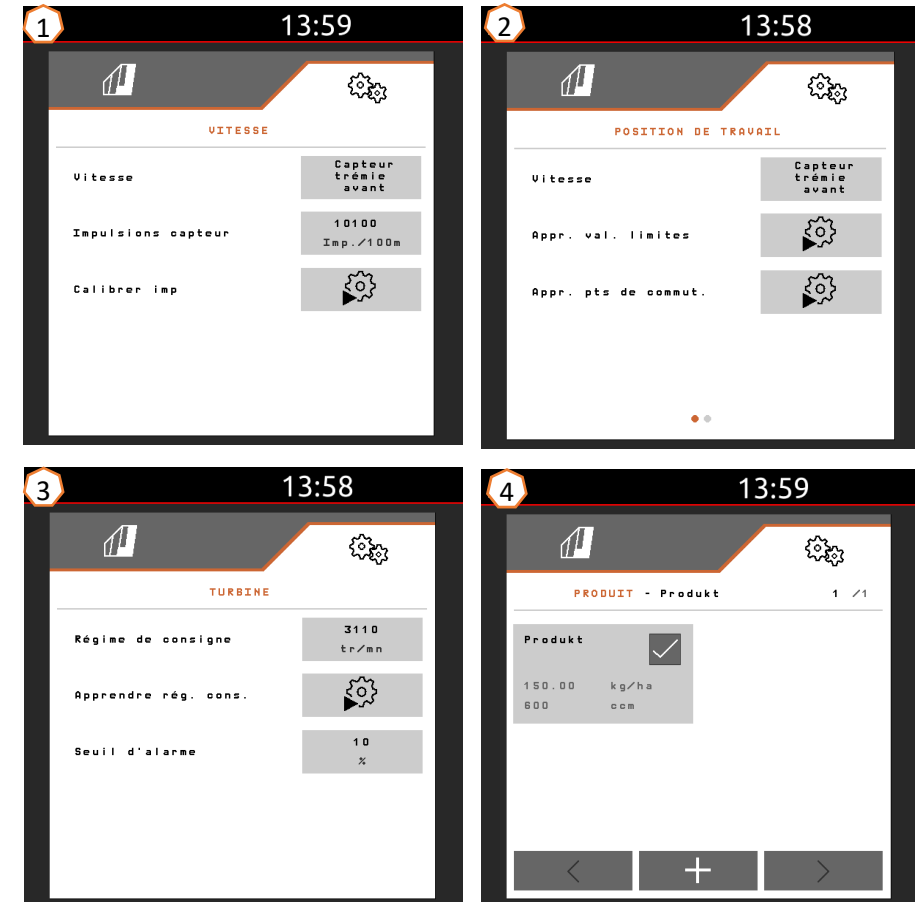 1
13:59
VITESSE
Vitesse
Capteur
trémie
avant
Impulsions capteur
10100
Imp./100m
Calibrer imp
2
13:58
POSITION DE TRAVAIL
Vitesse
Capteur
trémie
avant
Appr. val. limites
Appr. pts de commut.
3
13:58
TURBINE
Régime de consigne
3110
tr/mn
Apprendre rég. cons.
Seuil d'alarme
10
%
4
13:59
PRODUIT - Produkt 1 /1
Produkt
150.00 kg/ha
600 ccm